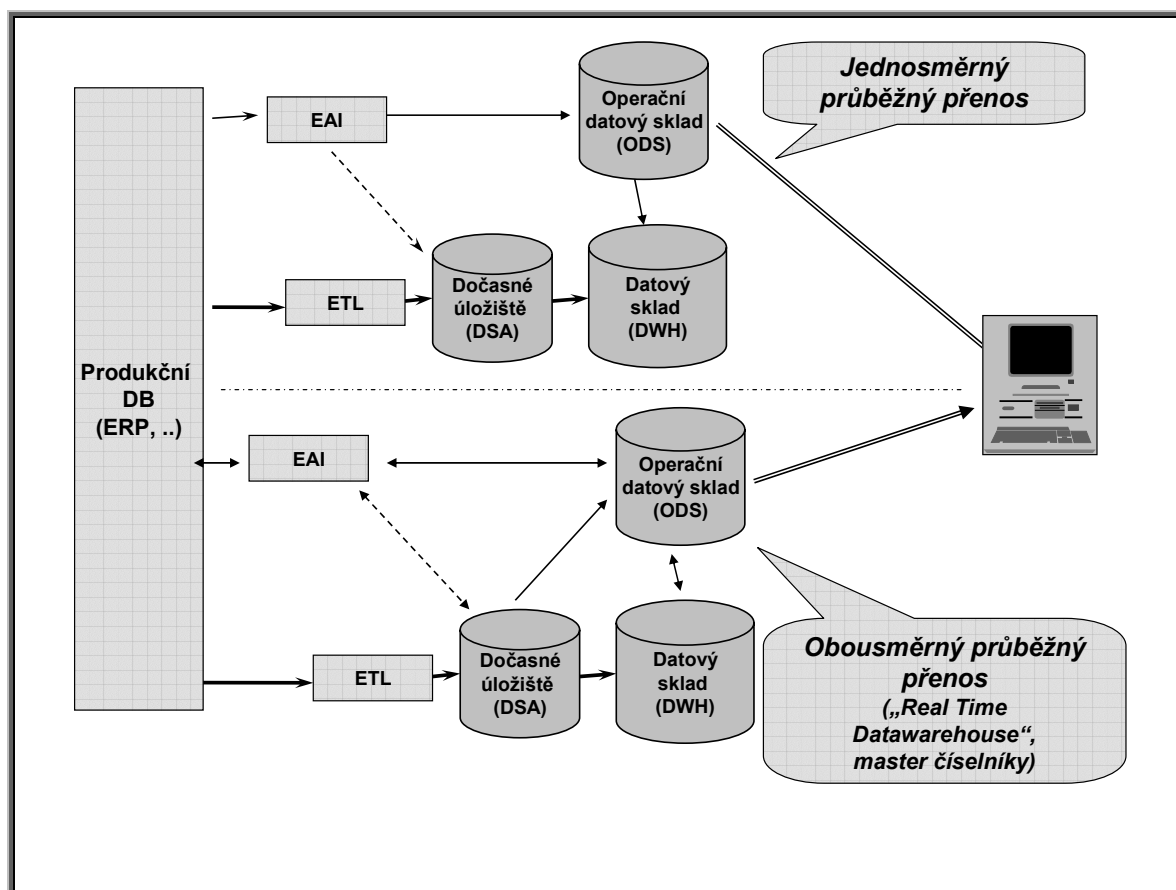 Jednosměrný
průběžný přenos
Operační
datový sklad
(ODS)
EAI
Dočasné
úložiště
(DSA)
Datový
sklad
(DWH)
ETL
Produkční
DB
(ERP, ..)
EAI
Operační
datový sklad
(ODS)
Obousměrný průběžný
přenos
(„Real Time
Datawarehouse“,
master číselníky)
ETL
Dočasné
úložiště
(DSA)
Datový
sklad
(DWH)